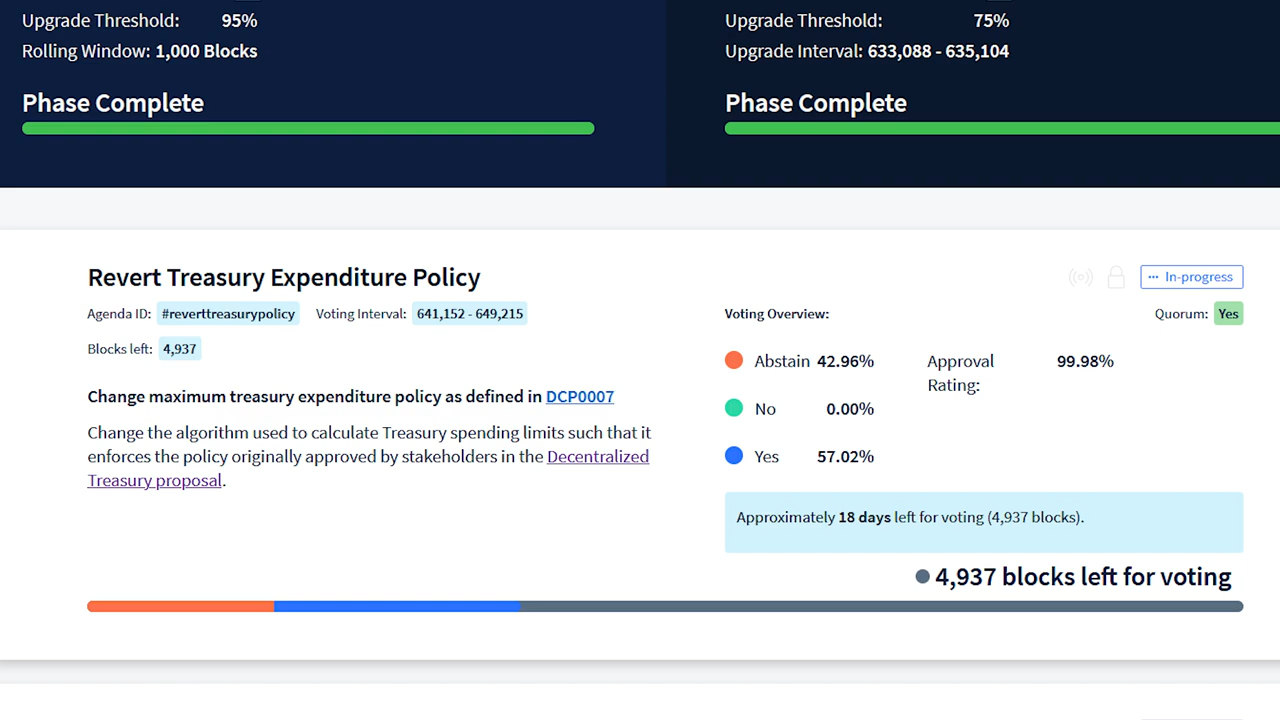 Upgrade Threshold: 95%
Rolling Window: 1,000 Blocks
Phase Complete
Upgrade Threshold: 75%
Upgrade Interval: 633,088 - 635,104
Phase Complete
Revert Treasury Expenditure Policy
In-progress
Agenda ID: #reverttreasurypolicy Voting Interval: 641,152 - 649,215
Blocks left: 4,937
Change maximum treasury expenditure policy as defined in DCP0007
Change the algorithm used to calculate Treasury spending limits such that it
enforces the policy originally approved by stakeholders in the Decentralized
Treasury proposal.
Voting Overview: Quorum: Yes
Abstain 42.96%
No 0.00%
Yes 57.02%
Approval
Rating: 99.98%
Approximately 18 days left for voting (4,937 blocks).
4,937 blocks left for voting